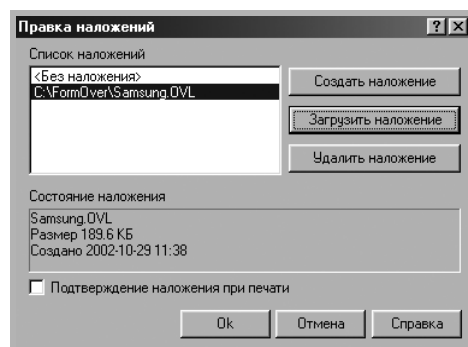 Правка наложений
Список наложений
<Без наложения>
C:\FormOver\Samsung.OVL
Создать наложение
Загрузить наложение
Удалить наложение
Состояние наложения
Samsung.OVL
Размер 189.6 КБ
Создано 2002-10-29 11:38
Подтверждение наложения при печати
Ok
Отмена
Справка